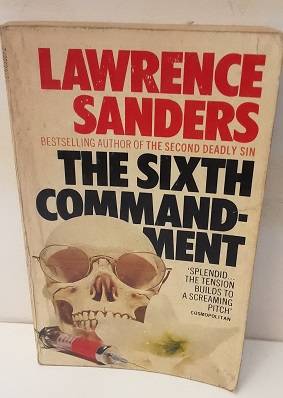 LAWRENCE
SANDERS
BESTSELLING AUTHOR OF THE SECOND DEADLY SIN
THE SIXTH
COMMAND-
MENT
'SPLENDID...
THE TENSION
BUILDS TO
A SCREAMING
PITCH'
COSMOPOLITAN